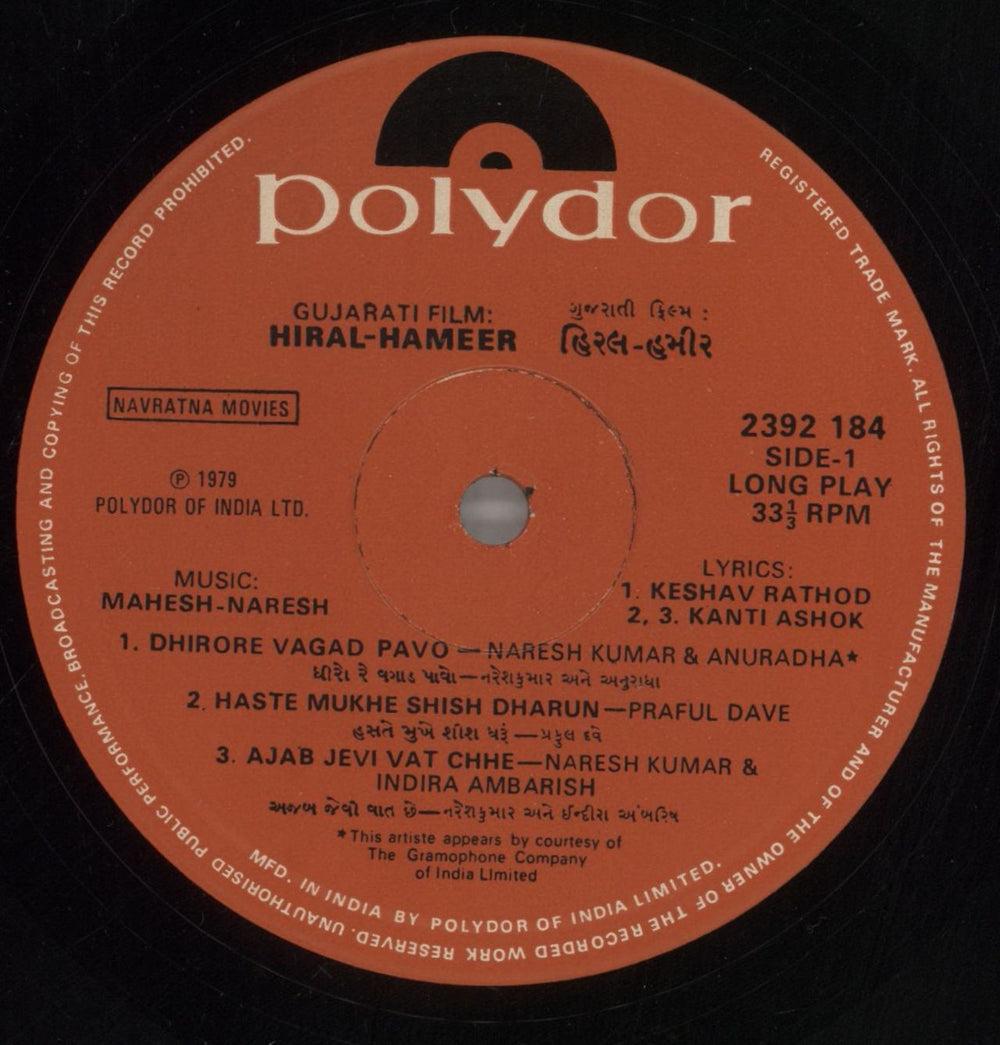 polydor
GUJARATI FILM:
HIRAL-HAMEER
ગુજરાતી ફિલ્મ :
હિરલ-હમીર
NAVRATNA MOVIES
℗ 1979
POLYDOR OF INDIA LTD.
2392 184
SIDE-1
LONG PLAY
33⅓ RPM
MUSIC:
MAHESH-NARESH
LYRICS:
1. KESHAV RATHOD
2, 3. KANTI ASHOK
1. DHIRORE VAGAD PAVO — NARESH KUMAR & ANURADHA*
ધીરો રે વગાડ પાવો—નરેશકુમાર અને અનુરાધા
2. HASTE MUKHE SHISH DHARUN—PRAFUL DAVE
હસતે મુખે શીશ ધરૂં—પ્રફુલ દવે
3. AJAB JEVI VAT CHHE—NARESH KUMAR &
INDIRA AMBARISH
અજબ જેવી વાત છે—નરેશકુમાર અને ઈન્દીરા અંબરિષ
*This artiste appears by courtesy of
The Gramophone Company
of India LImited
MFD. IN INDIA BY POLYDOR OF INDIA LIMITED.
REGISTERED TRADE MARK. ALL RIGHTS OF THE MANUFACTURER AND OF THE OWNER OF THE RECORDED WORK RESERVED. UNAUTHORISED PUBLIC PERFORMANCE, BROADCASTING AND COPYING OF THIS RECORD PROHIBITED.